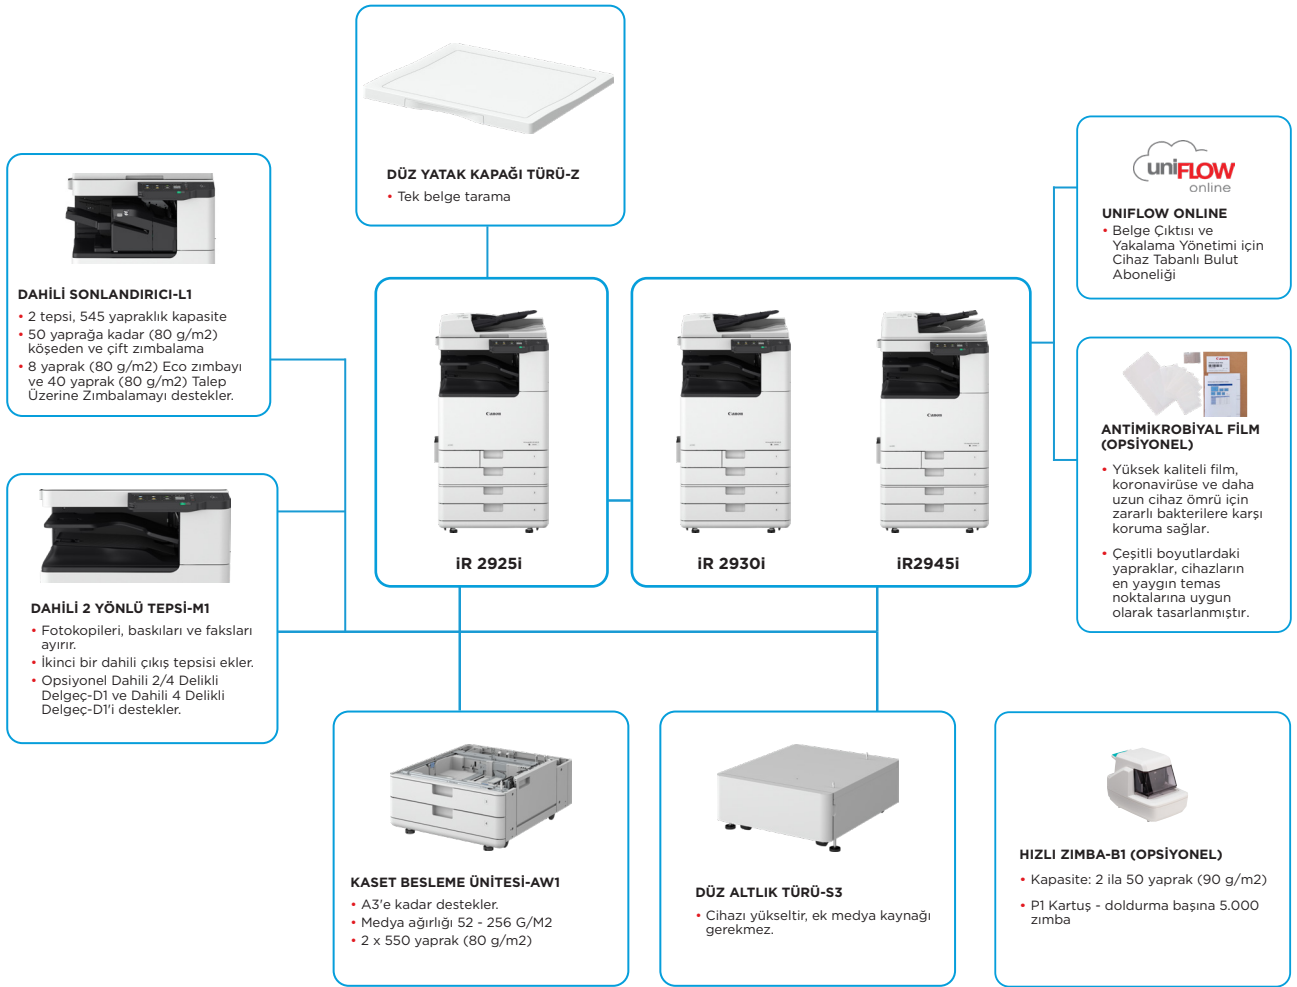 DÜZ YATAK KAPAĞI TÜRÜ-Z
• Tek belge tarama
DAHİLİ SONLANDIRICI-L1
• 2 tepsi, 545 yapraklık kapasite
• 50 yaprağa kadar (80 g/m2)
köşeden ve çift zımbalama
• 8 yaprak (80 g/m2) Eco zımbayı
ve 40 yaprak (80 g/m2) Talep
Üzerine Zımbalamayı destekler.
DAHİLİ 2 YÖNLÜ TEPSİ-M1
• Fotokopileri, baskıları ve faksları
ayırır.
• İkinci bir dahili çıkış tepsisi ekler.
• Opsiyonel Dahili 2/4 Delikli
Delgeç-D1 ve Dahili 4 Delikli
Delgeç-D1'i destekler.
Canon
iR 2925i
Canon
iR 2930i
Canon
iR2945i
uniFLOW
online
UNIFLOW ONLINE
• Belge Çıktısı ve
Yakalama Yönetimi için
Cihaz Tabanlı Bulut
Aboneliği
Canon
ANTİMİKROBİYAL FİLM
(OPSİYONEL)
• Yüksek kaliteli film,
koronavirüse ve daha
uzun cihaz ömrü için
zararlı bakterilere karşı
koruma sağlar.
• Çeşitli boyutlardaki
yapraklar, cihazların
en yaygın temas
noktalarına uygun
olarak tasarlanmıştır.
KASET BESLEME ÜNİTESİ-AW1
• A3'e kadar destekler.
• Medya ağırlığı 52 - 256 G/M2
• 2 x 550 yaprak (80 g/m2)
DÜZ ALTLIK TÜRÜ-S3
• Cihazı yükseltir, ek medya kaynağı
gerekmez.
HIZLI ZIMBA-B1 (OPSİYONEL)
• Kapasite: 2 ila 50 yaprak (90 g/m2)
• P1 Kartuş - doldurma başına 5.000
zımba